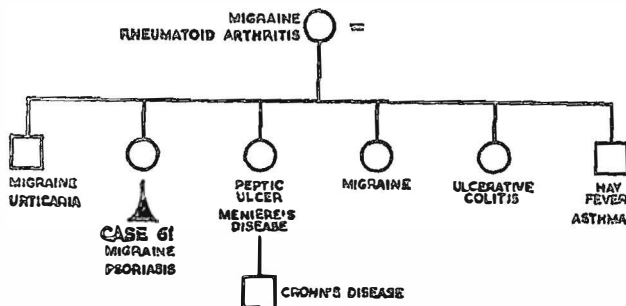 MIGRAINE
RHEUMATOID ARTHRITIS
MIGRAINE
URTICARIA
CASE 61
MIGRAINE
PSORIASIS
PEPTIC
ULCER
MENIERE'S
DISEASE
MIGRAINE
ULCERATIVE
COLITIS
HAY
FEVER
ASTHMA
CROHN'S DISEASE